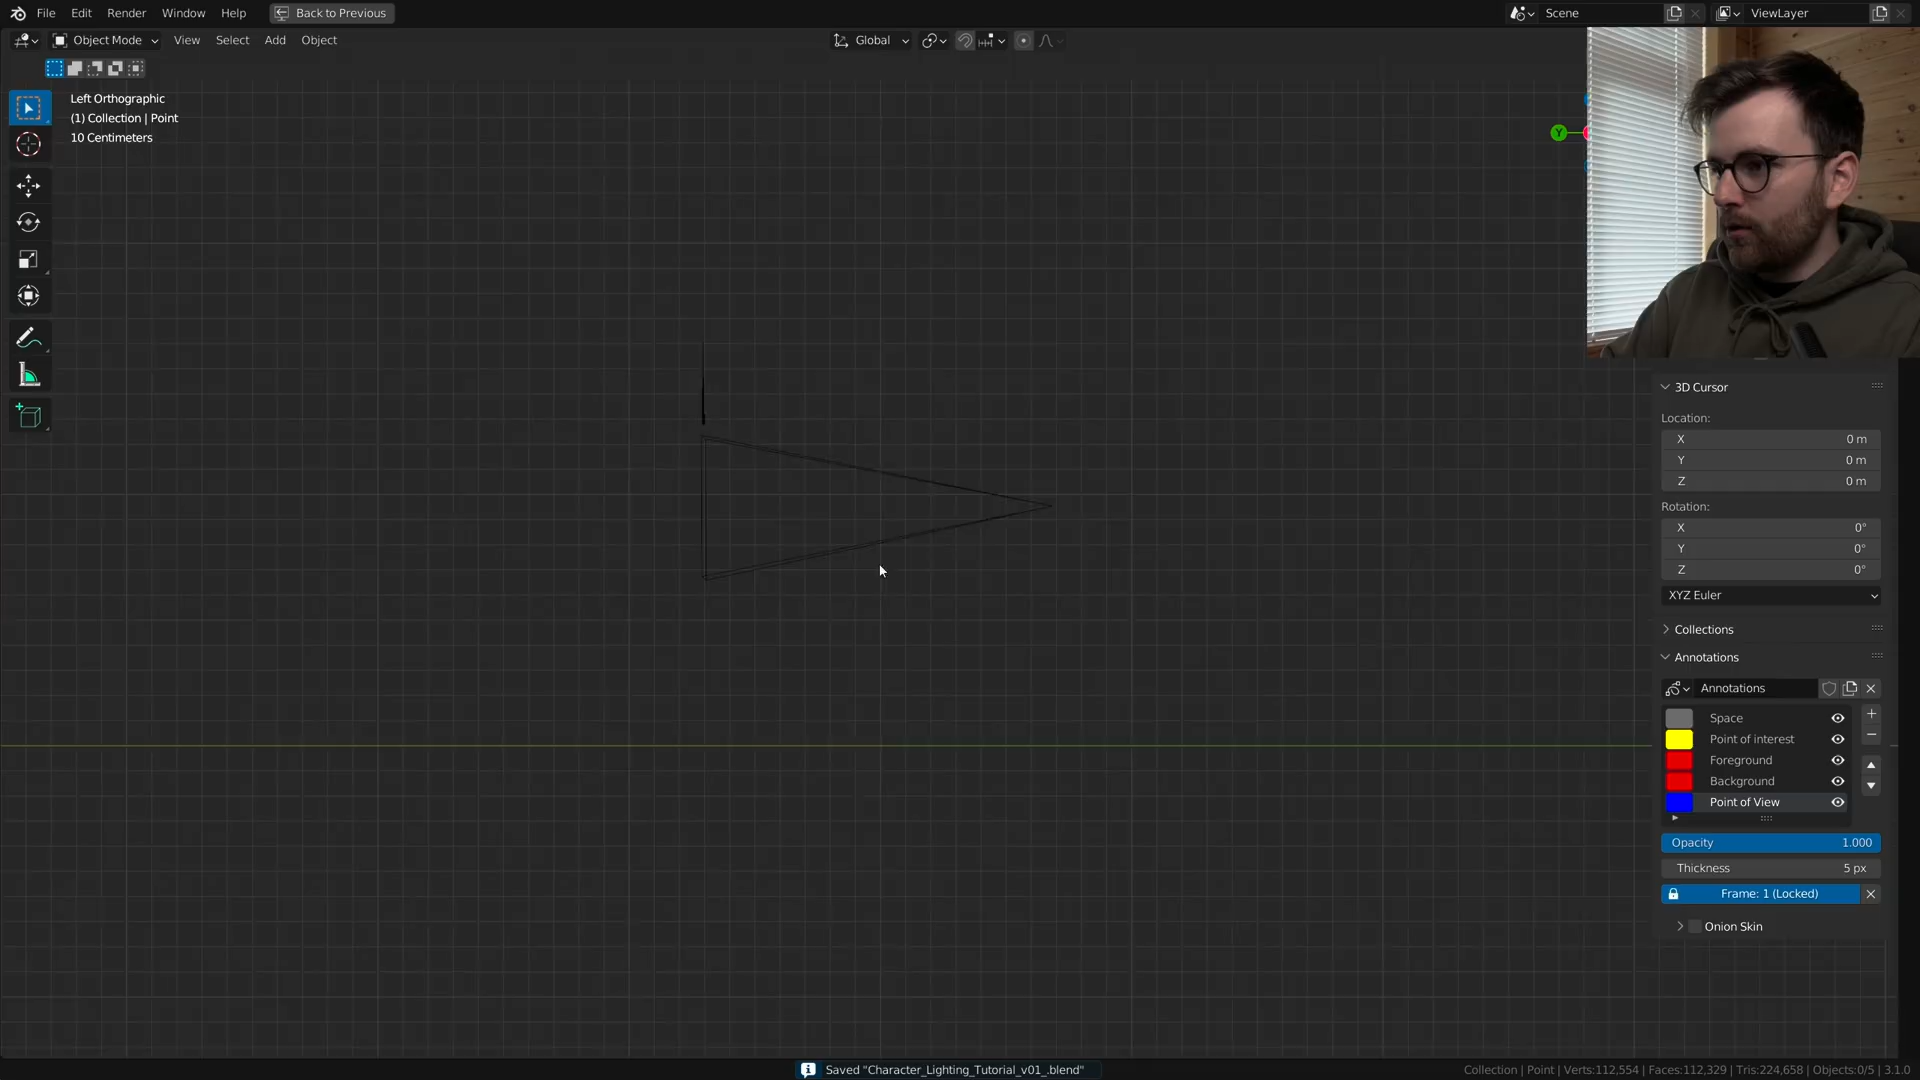 File Edit Render Window Help Back to Previous Scene ViewLayer
Object Mode View Select Add Object Global
Left Orthographic
(1) Collection | Point
10 Centimeters
Y
3D Cursor
Location:
X 0 m
Y 0 m
Z 0 m
Rotation:
X 0°
Y 0°
Z 0°
XYZ Euler
Collections
Annotations
Annotations
Space
Point of interest
Foreground
Background
Point of View
Opacity 1.000
Thickness 5 px
Frame: 1 (Locked)
Onion Skin
Saved "Character_Lighting_Tutorial_v01_.blend"
Collection | Point | Verts:112,554 | Faces:112,329 | Tris:224,658 | Objects:0/5 | 3.1.0